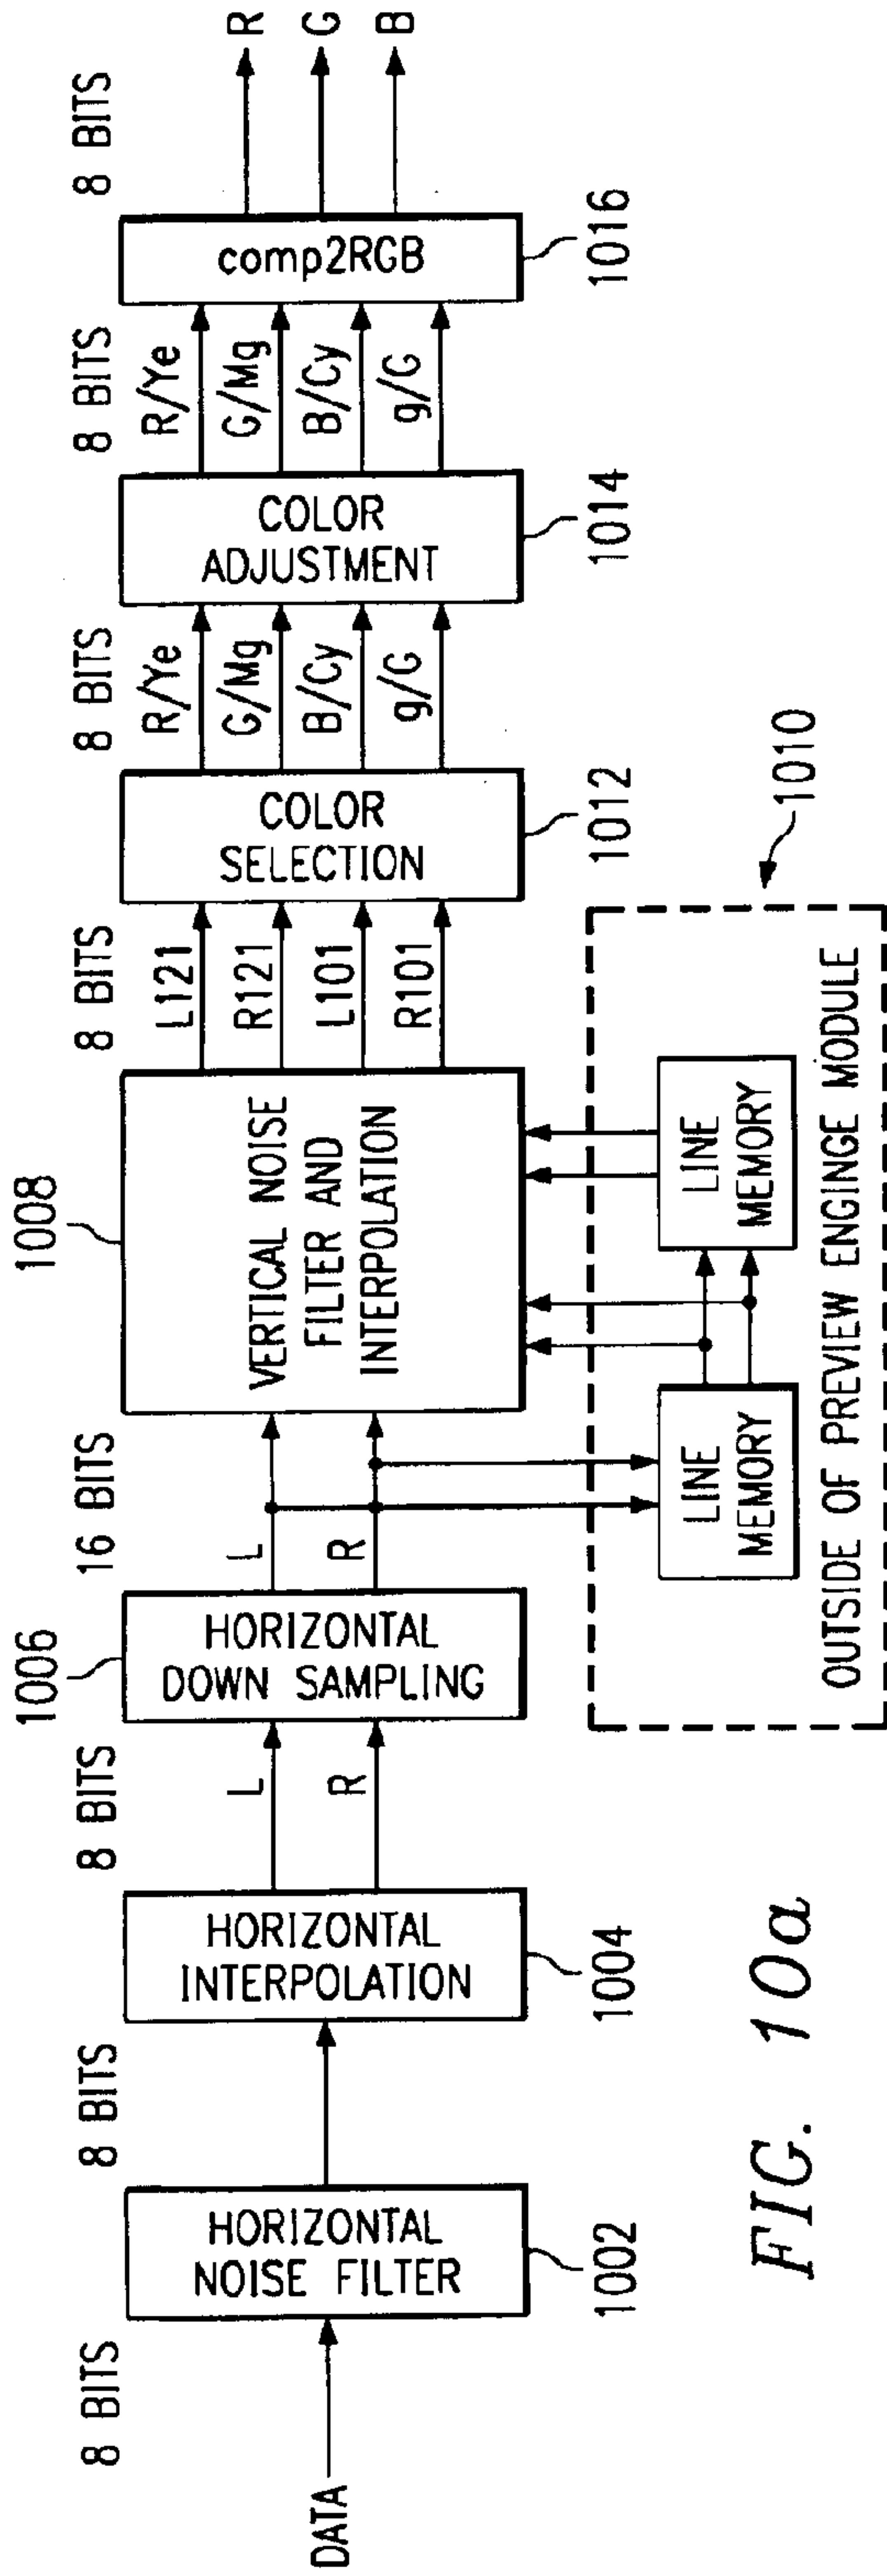 8 BITS
DATA
HORIZONTAL
NOISE FILTER
1002
8 BITS
HORIZONTAL
INTERPOLATION
1004
8 BITS
L
R
1006
HORIZONTAL
DOWN SAMPLING
16 BITS
L
R
1008
VERTICAL NOISE
FILTER AND
INTERPOLATION
LINE
MEMORY
LINE
MEMORY
OUTSIDE OF PREVIEW ENGINGE MODULE
1010
8 BITS
L121
R121
L101
R101
COLOR
SELECTION
1012
8 BITS
R/Ye
G/Mg
B/Cy
g/G
COLOR
ADJUSTMENT
1014
8 BITS
R/Ye
G/Mg
B/Cy
g/G
comp2RGB
1016
8 BITS
R
G
B
FIG. 10a